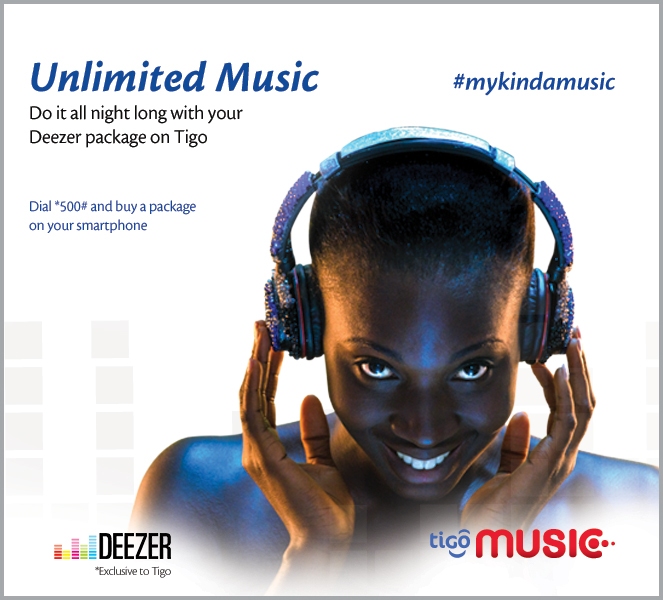 Unlimited Music
#mykindamusic
Do it all night long with your
Deezer package on Tigo
Dial *500# and buy a package
on your smartphone
DEEZER
*Exclusive to Tigo
tigo MUSIC